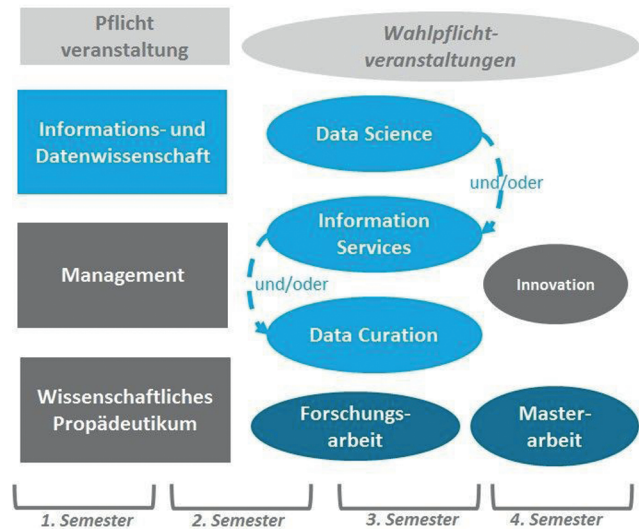 Pflicht
veranstaltung
Wahlpflicht-
veranstaltungen
Informations- und
Datenwissenschaft
Data Science
und/oder
Information
Services
Management
Innovation
und/oder
Data Curation
Wissenschaftliches
Propädeutikum
Forschungs-
arbeit
Master-
arbeit
1. Semester
2. Semester
3. Semester
4. Semester